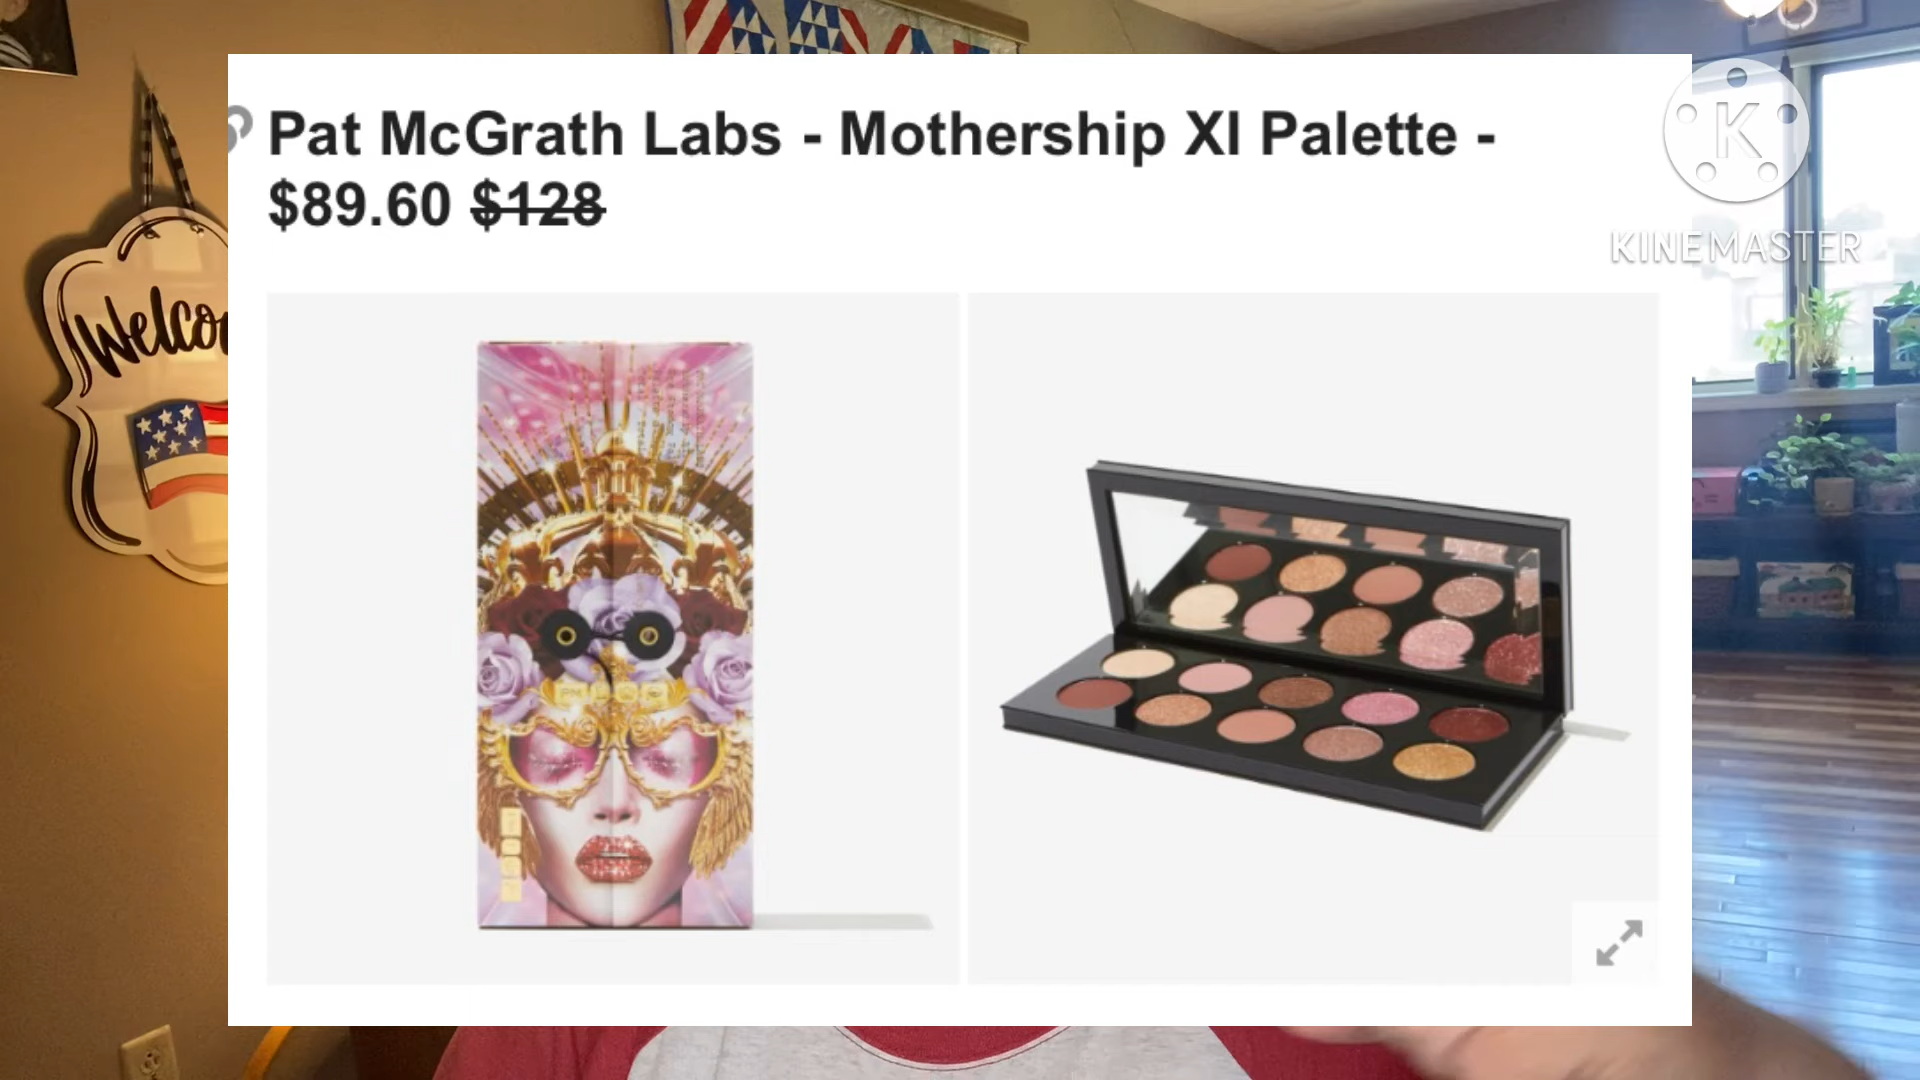 Pat McGrath Labs - Mothership XI Palette -
$89.60 $128
K
KINEMASTER
Welco